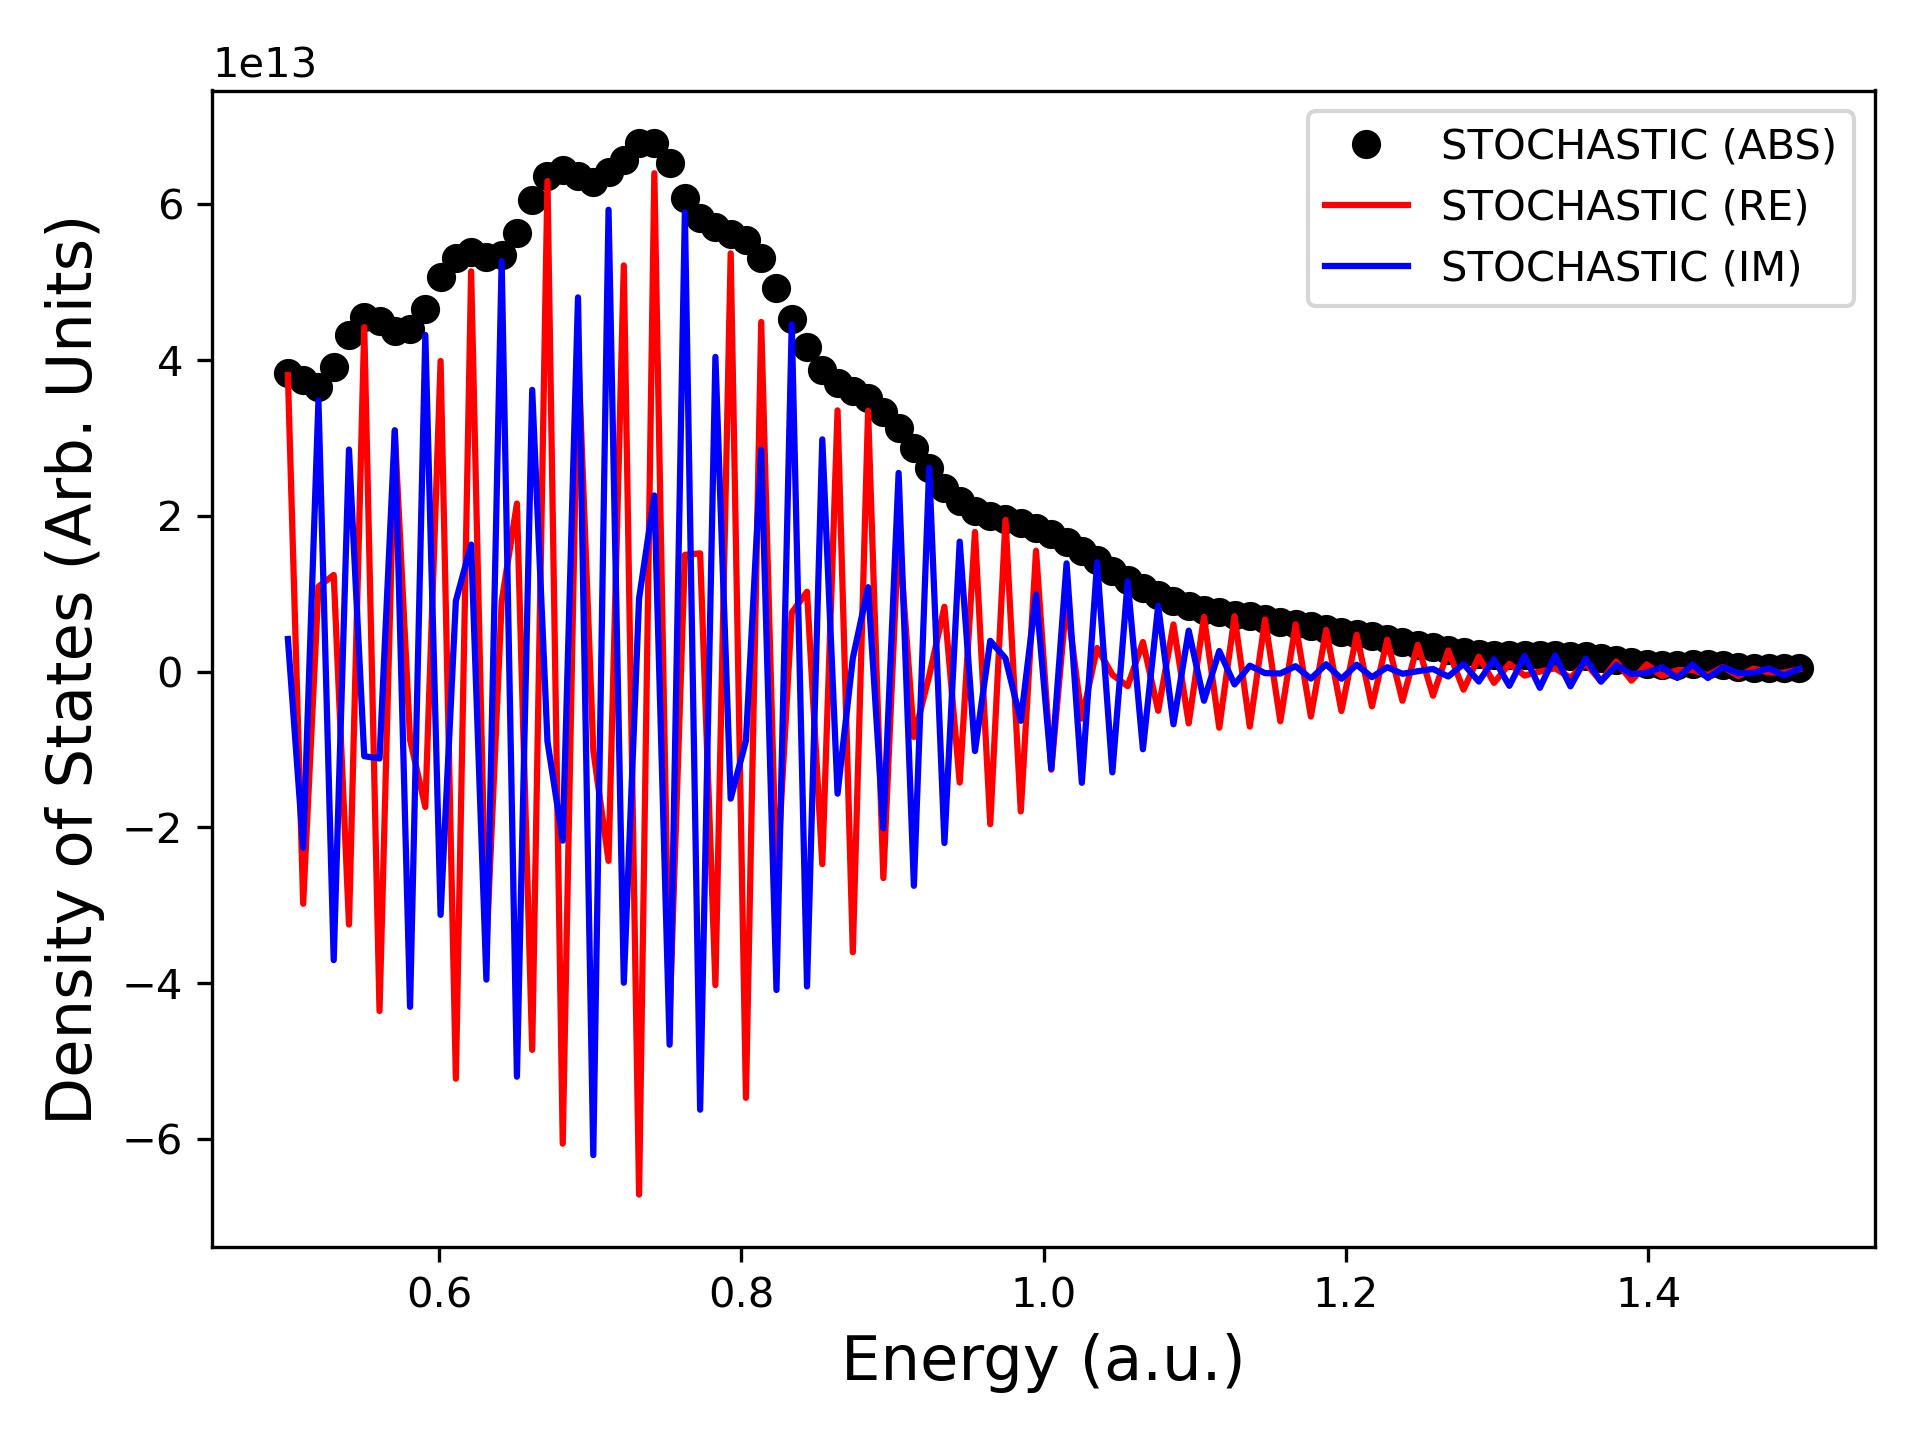 1e13
STOCHASTIC (ABS)
STOCHASTIC (RE)
STOCHASTIC (IM)
Density of States (Arb. Units)
6
4
2
0
−2
−4
−6
0.6 0.8 1.0 1.2 1.4
Energy (a.u.)